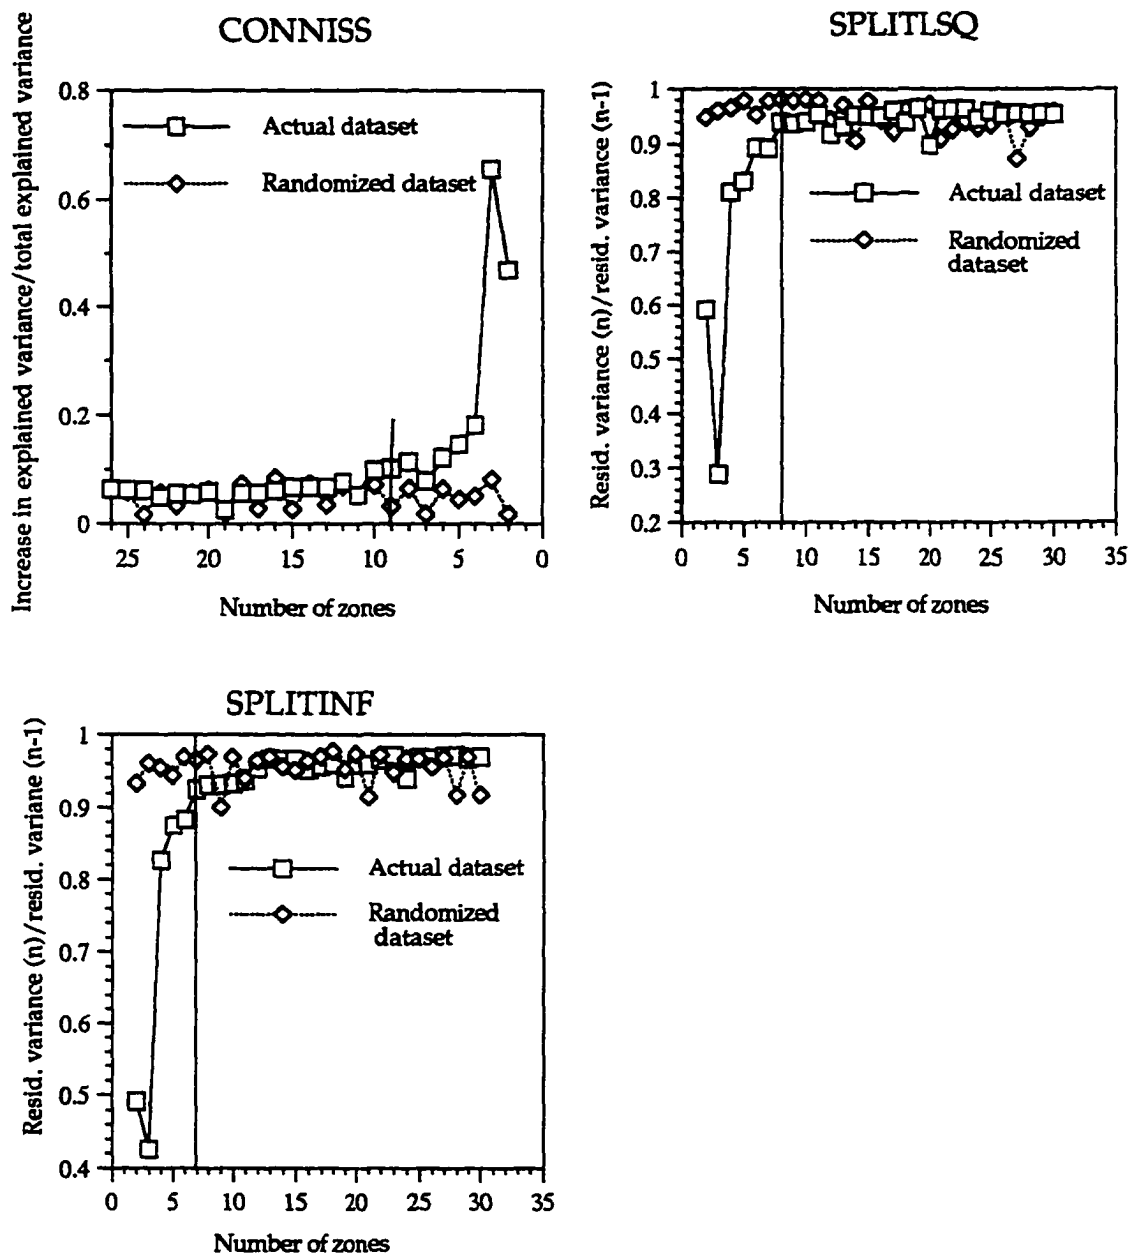 CONNISS
Increase in explained variance/total explained variance
0.8
0.6
0.4
0.2
0
Actual dataset
Randomized dataset
25 20 15 10 5 0
Number of zones
SPLITLSQ
Resid. variance (n)/resid. variance (n-1)
1
0.9
0.8
0.7
0.6
0.5
0.4
0.3
0.2
Actual dataset
Randomized
dataset
0 5 10 15 20 25 30 35
Number of zones
SPLITINF
Resid. variance (n)/resid. variane (n-1)
1
0.9
0.8
0.7
0.6
0.5
0.4
Actual dataset
Randomized
dataset
0 5 10 15 20 25 30 35
Number of zones